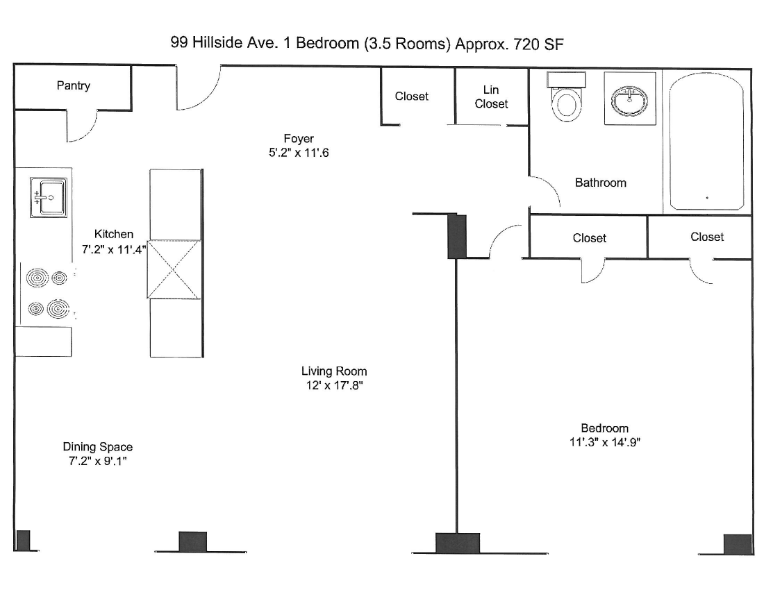 99 Hillside Ave. 1 Bedroom (3.5 Rooms) Approx. 720 SF
Pantry
Closet
Lin
Closet
Foyer
5'.2" x 11'.6
Bathroom
Kitchen
7'.2" x 11'.4"
Closet
Closet
Living Room
12' x 17'.8"
Bedroom
11'.3" x 14'.9"
Dining Space
7'.2" x 9'.1"